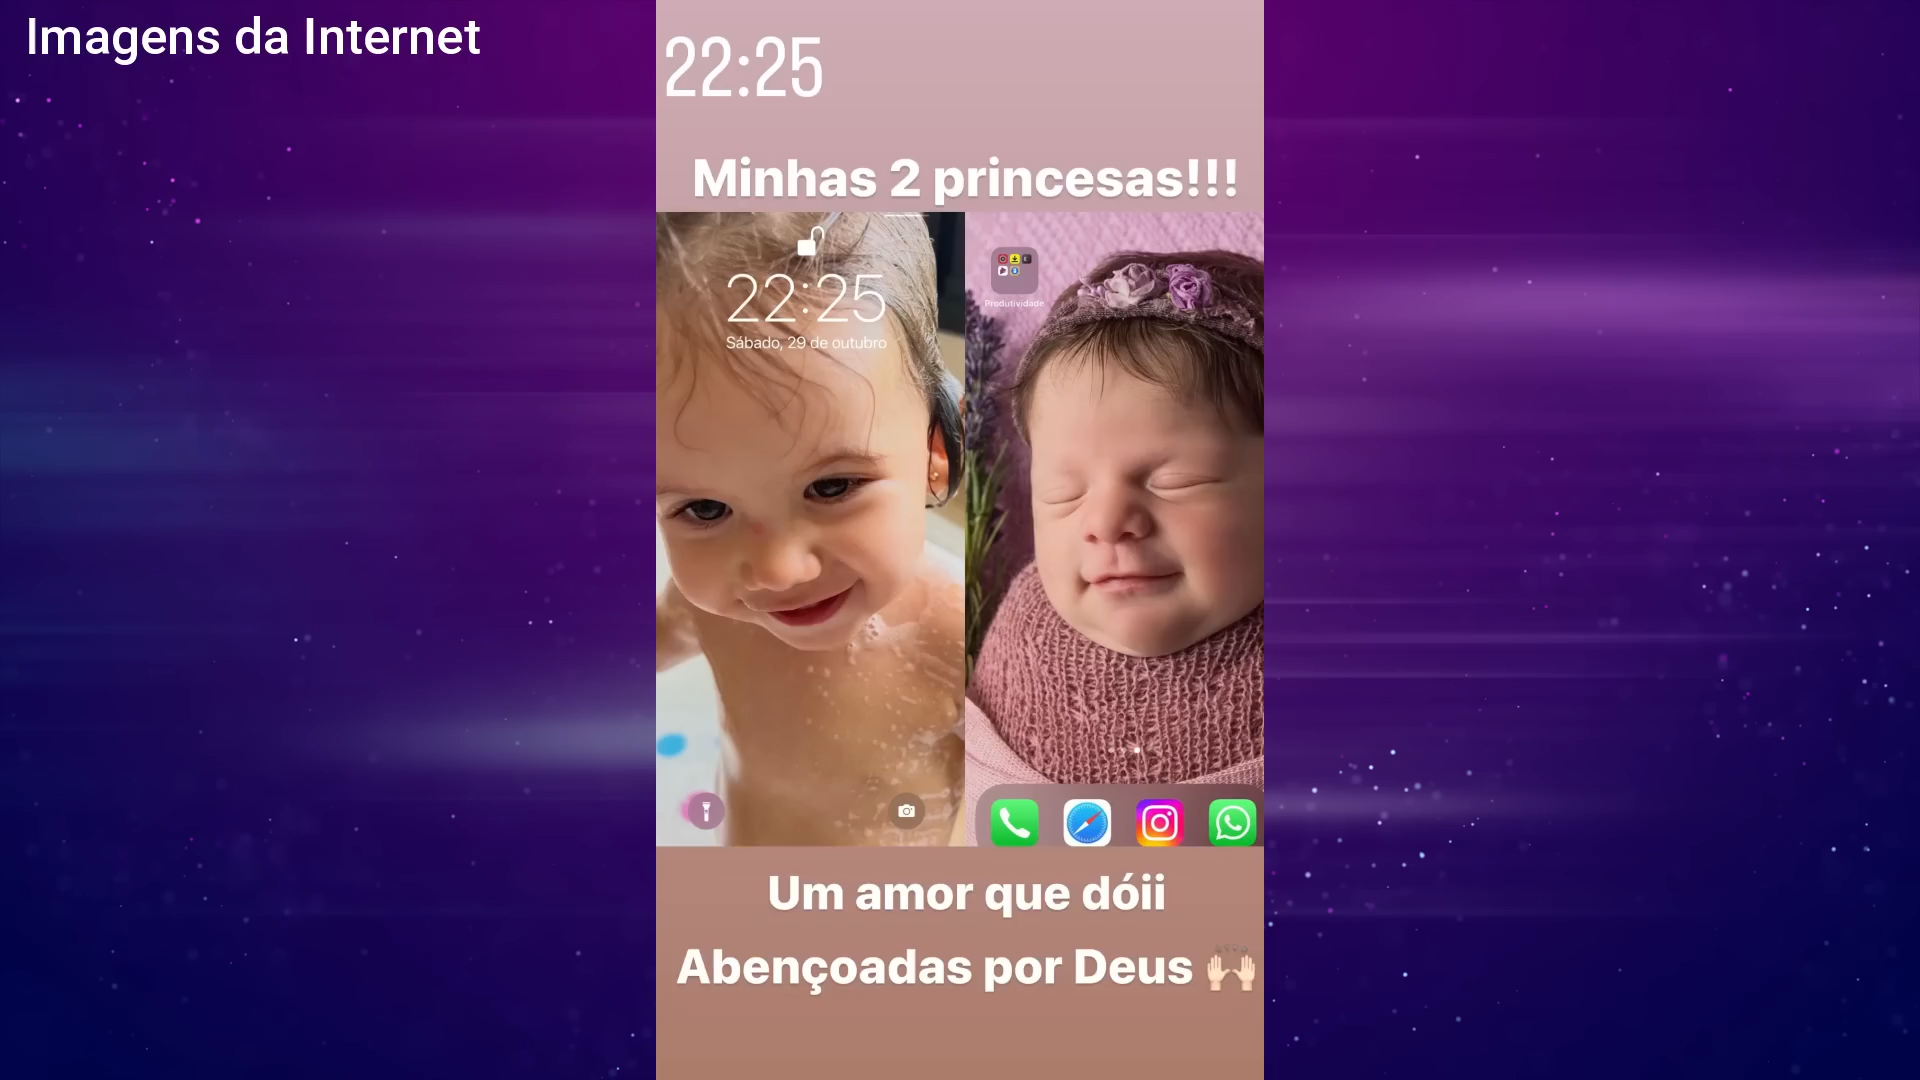 Imagens da Internet
22:25
Minhas 2 princesas!!!
22:25
Sábado, 29 de outubro
Produtividade
Um amor que dóii
Abençoadas por Deus 🙌🏻